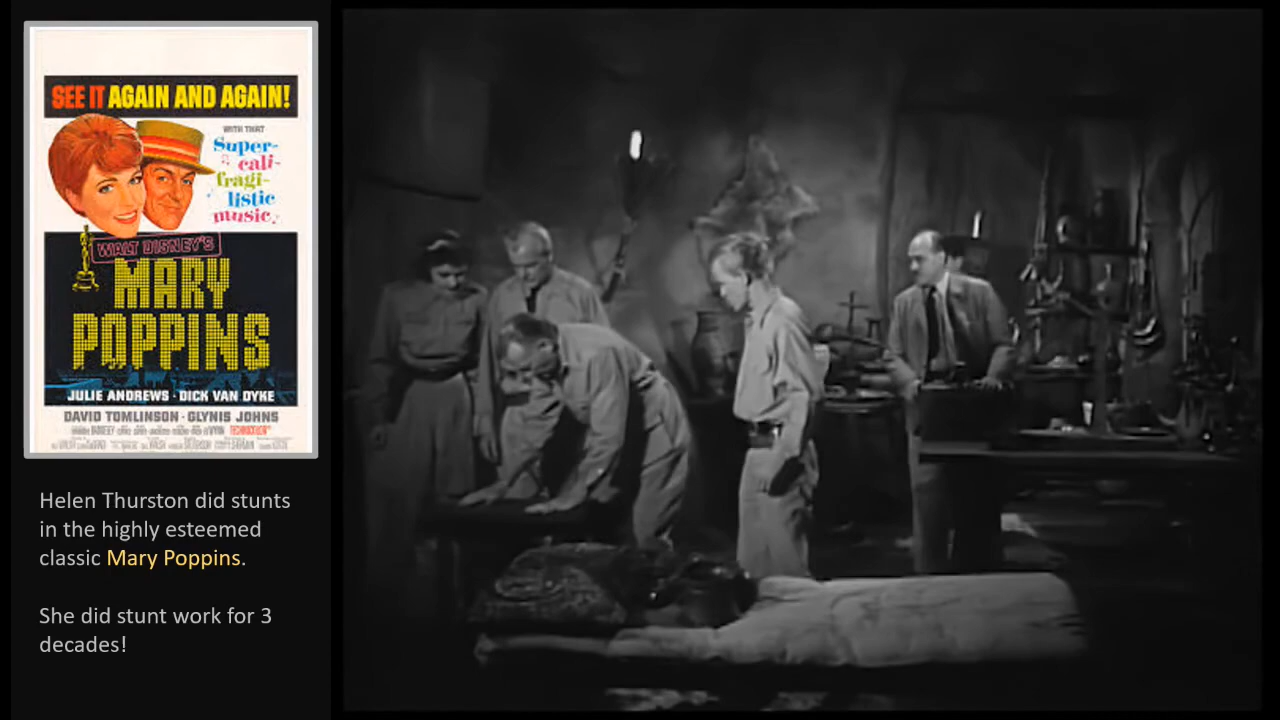 SEE IT AGAIN AND AGAIN!
WITH THAT
Super-
cali-
fragi-
listic
music.
WALT DISNEY'S
MARY
POPPINS
JULIE ANDREWS · DICK VAN DYKE
DAVID TOMLINSON · GLYNIS JOHNS
TECHNICOLOR
Helen Thurston did stunts
in the highly esteemed
classic Mary Poppins.
She did stunt work for 3
decades!